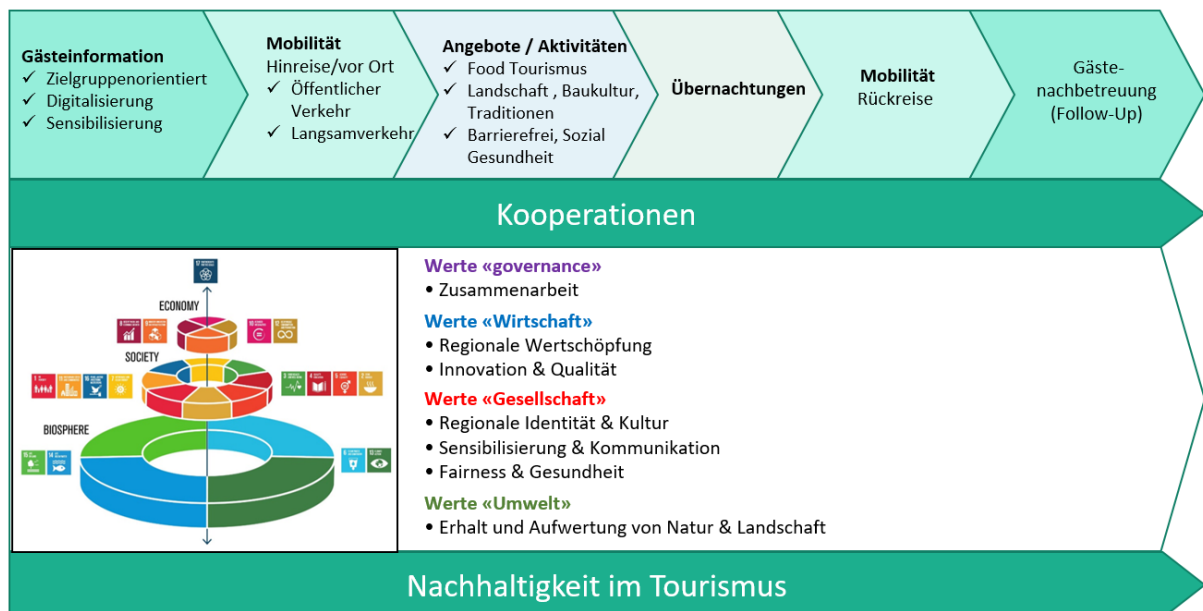 Gästeinformation
✓ Zielgruppenorientiert
✓ Digitalisierung
✓ Sensibilisierung
Mobilität
Hinreise/vor Ort
✓ Öffentlicher
Verkehr
✓ Langsamverkehr
Angebote / Aktivitäten
✓ Food Tourismus
✓ Landschaft , Baukultur,
Traditionen
✓ Barrierefrei, Sozial
Gesundheit
Übernachtungen
Mobilität
Rückreise
Gäste-
nachbetreuung
(Follow-Up)
Kooperationen
ECONOMY
SOCIETY
BIOSPHERE
Werte «governance»
• Zusammenarbeit
Werte «Wirtschaft»
• Regionale Wertschöpfung
• Innovation & Qualität
Werte «Gesellschaft»
• Regionale Identität & Kultur
• Sensibilisierung & Kommunikation
• Fairness & Gesundheit
Werte «Umwelt»
• Erhalt und Aufwertung von Natur & Landschaft
Nachhaltigkeit im Tourismus